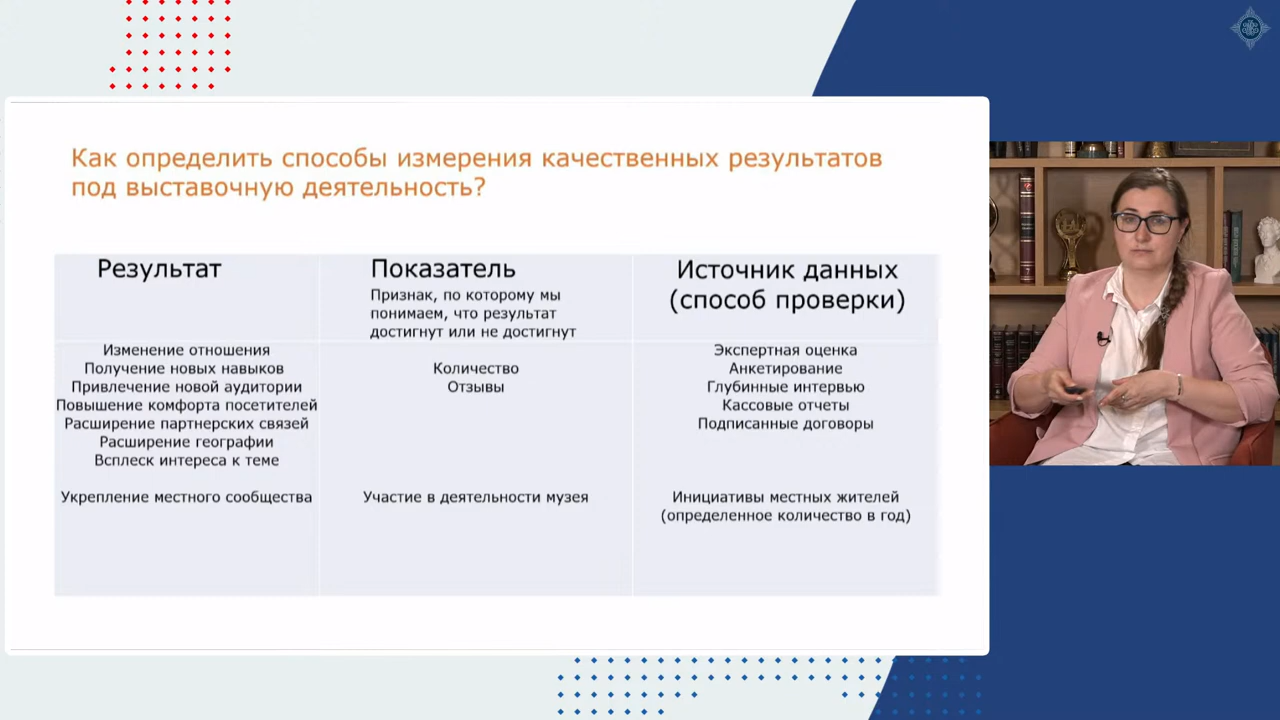 Как определить способы измерения качественных результатов
под выставочную деятельность?
Результат
Показатель
Признак, по которому мы
понимаем, что результат
достигнут или не достигнут
Источник данных
(способ проверки)
Изменение отношения
Получение новых навыков
Привлечение новой аудитории
Повышение комфорта посетителей
Расширение партнерских связей
Расширение географии
Всплеск интереса к теме
Укрепление местного сообщества
Количество
Отзывы
Участие в деятельности музея
Экспертная оценка
Анкетирование
Глубинные интервью
Кассовые отчеты
Подписанные договоры
Инициативы местных жителей
(определенное количество в год)